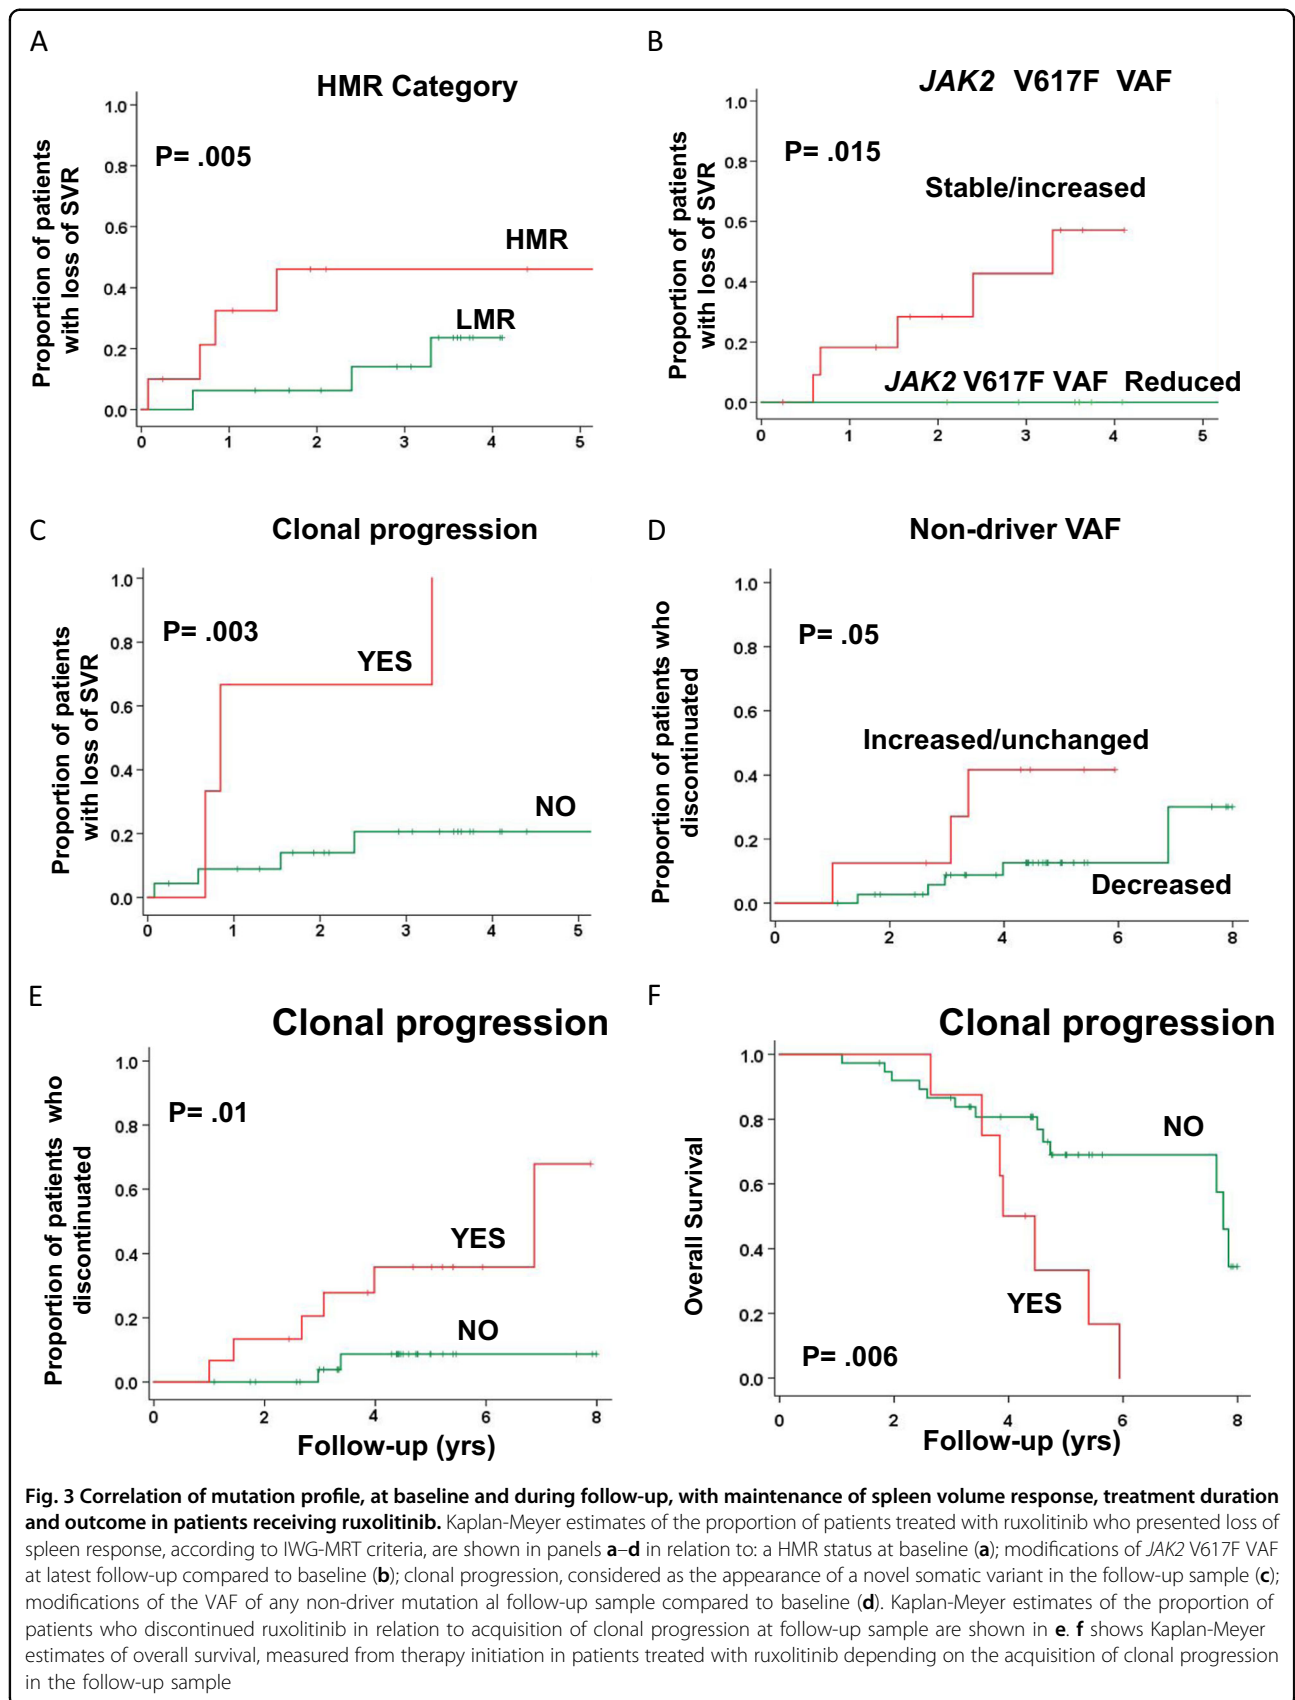 A
HMR Category
P= .005
Proportion of patients
with loss of SVR
1.0
0.8
0.6
0.4
0.2
0.0
HMR
LMR
0 1 2 3 4 5
B
JAK2 V617F VAF
P= .015
Proportion of patients
with loss of SVR
1.0
0.8
0.6
0.4
0.2
0.0
Stable/increased
JAK2 V617F VAF Reduced
0 1 2 3 4 5
C
Clonal progression
P= .003
Proportion of patients
with loss of SVR
1.0
0.8
0.6
0.4
0.2
0.0
YES
NO
0 1 2 3 4 5
D
Non-driver VAF
P= .05
Proportion of patients who
discontinuated
1.0
0.8
0.6
0.4
0.2
0.0
Increased/unchanged
Decreased
0 2 4 6 8
E
Clonal progression
P= .01
Proportion of patients who
discontinuated
1.0
0.8
0.6
0.4
0.2
0.0
YES
NO
0 2 4 6 8
Follow-up (yrs)
F
Clonal progression
Overall Survival
1.0
0.8
0.6
0.4
0.2
0.0
NO
YES
P= .006
0 2 4 6 8
Follow-up (yrs)
Fig. 3 Correlation of mutation profile, at baseline and during follow-up, with maintenance of spleen volume response, treatment duration
and outcome in patients receiving ruxolitinib. Kaplan-Meyer estimates of the proportion of patients treated with ruxolitinib who presented loss of
spleen response, according to IWG-MRT criteria, are shown in panels a–d in relation to: a HMR status at baseline (a); modifications of JAK2 V617F VAF
at latest follow-up compared to baseline (b); clonal progression, considered as the appearance of a novel somatic variant in the follow-up sample (c);
modifications of the VAF of any non-driver mutation al follow-up sample compared to baseline (d). Kaplan-Meyer estimates of the proportion of
patients who discontinued ruxolitinib in relation to acquisition of clonal progression at follow-up sample are shown in e. f shows Kaplan-Meyer
estimates of overall survival, measured from therapy initiation in patients treated with ruxolitinib depending on the acquisition of clonal progression
in the follow-up sample